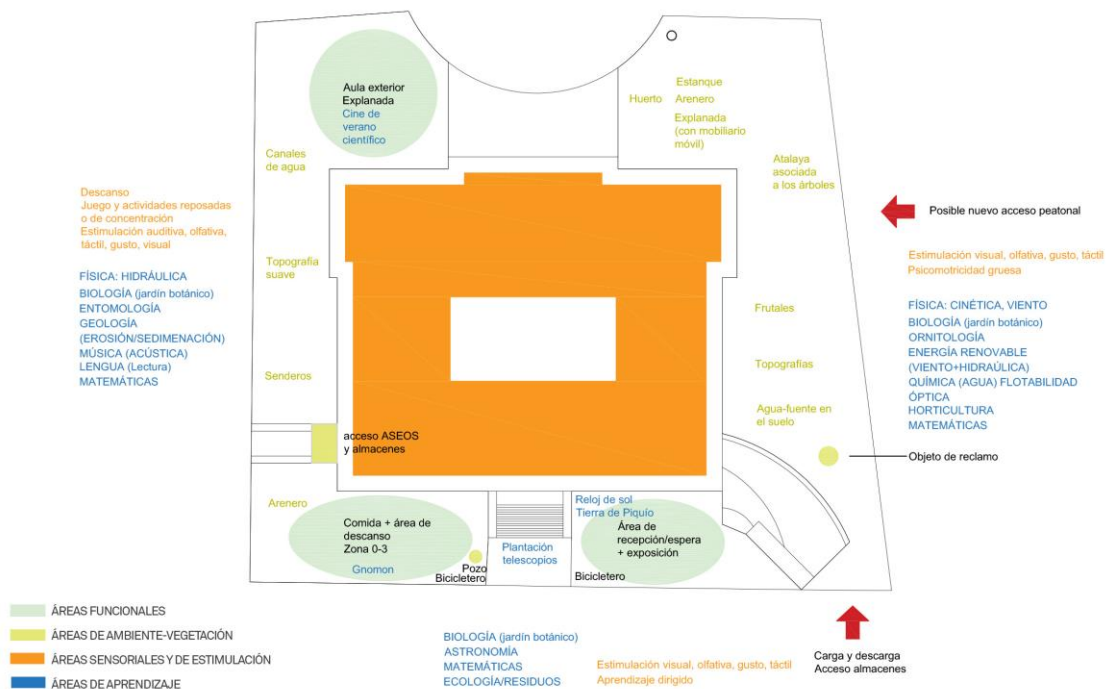 Aula exterior
Explanada
Cine de
verano
científico
Estanque
Huerto
Arenero
Explanada
(con mobiliario
móvil)
Canales
de agua
Atalaya
asociada
a los árboles
Descanso
Juego y actividades reposadas
o de concentración
Estimulación auditiva, olfativa,
táctil, gusto, visual
Posible nuevo acceso peatonal
Topografía
suave
Estimulación visual, olfativa, gusto, táctil
Psicomotricidad gruesa
FÍSICA: HIDRÁULICA
BIOLOGÍA (jardín botánico)
ENTOMOLOGÍA
GEOLOGÍA
(EROSIÓN/SEDIMENACIÓN)
MÚSICA (ACÚSTICA)
LENGUA (Lectura)
MATEMÁTICAS
Frutales
FÍSICA: CINÉTICA, VIENTO
BIOLOGÍA (jardín botánico)
ORNITOLOGÍA
ENERGÍA RENOVABLE
(VIENTO+HIDRAÚLICA)
QUÍMICA (AGUA) FLOTABILIDAD
ÓPTICA
HORTICULTURA
MATEMÁTICAS
Senderos
Topografías
Agua-fuente en
el suelo
acceso ASEOS
y almacenes
Objeto de reclamo
Arenero
Comida + área de
descanso
Zona 0-3
Gnomon
Pozo
Bicicletero
Plantación
telescopios
Reloj de sol
Tierra de Piquío
Área de
recepción/espera
+ exposición
Bicicletero
ÁREAS FUNCIONALES
ÁREAS DE AMBIENTE-VEGETACIÓN
ÁREAS SENSORIALES Y DE ESTIMULACIÓN
ÁREAS DE APRENDIZAJE
BIOLOGÍA (jardín botánico)
ASTRONOMÍA
MATEMÁTICAS
ECOLOGÍA/RESIDUOS
Estimulación visual, olfativa, gusto, táctil
Aprendizaje dirigido
Carga y descarga
Acceso almacenes